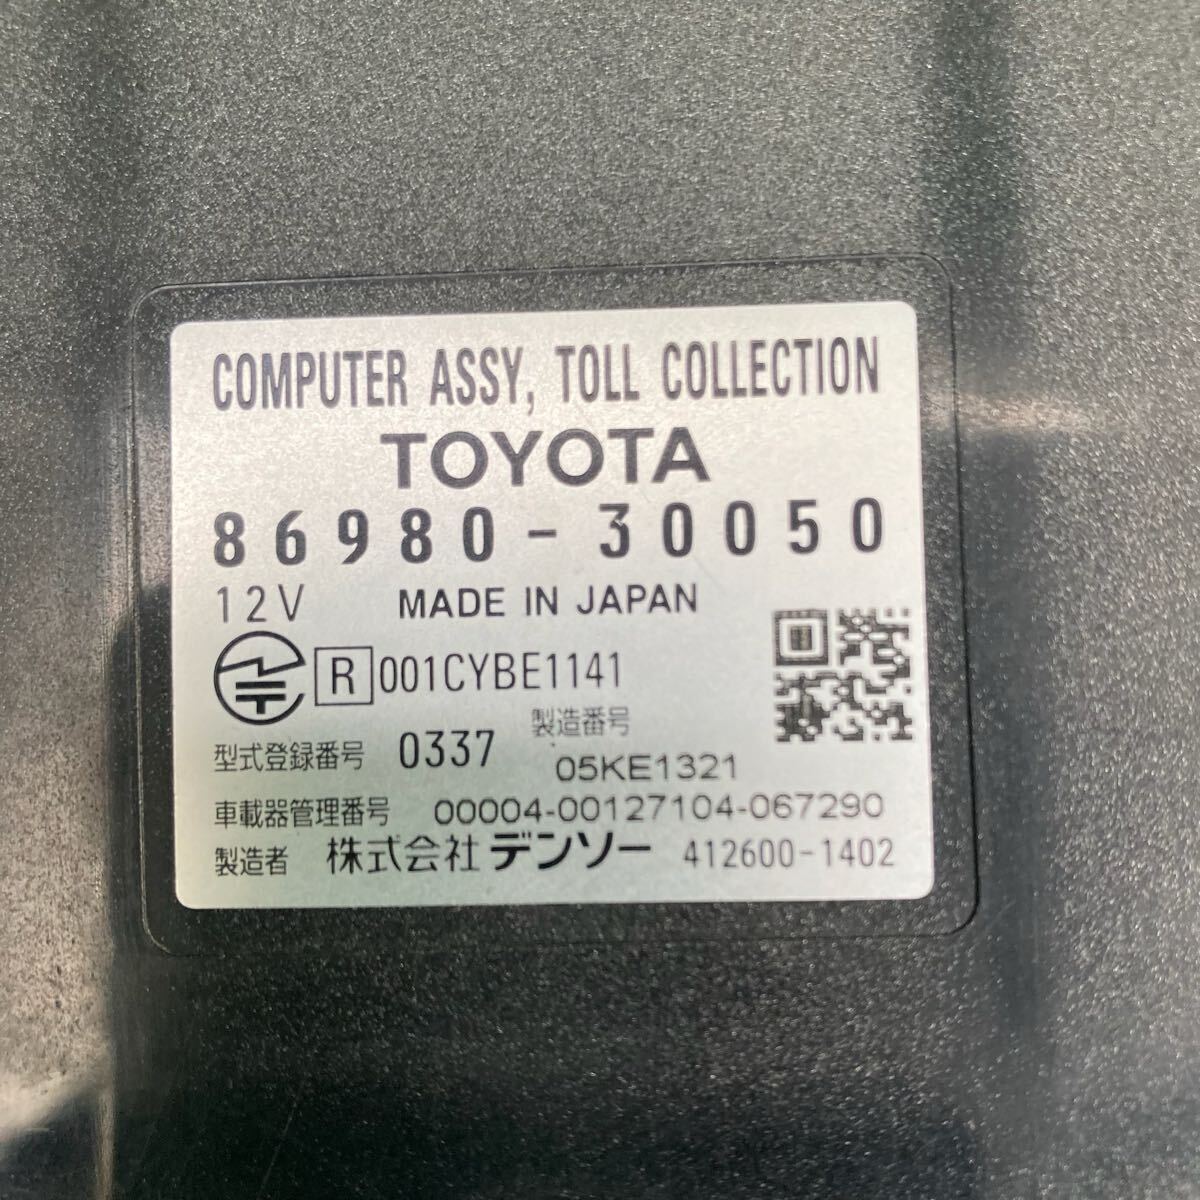 COMPUTER ASSY, TOLL COLLECTION
TOYOTA
86980-30050
12V MADE IN JAPAN
R 001CYBE1141
型式登録番号 0337 製造番号 05KE1321
車載器管理番号 00004-00127104-067290
製造者 株式会社デンソー 412600-1402